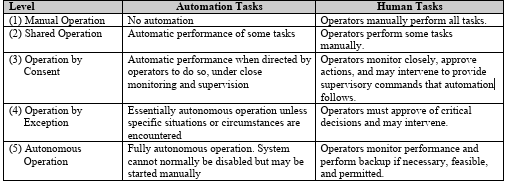 Level Automation Tasks Human Tasks
(1) Manual Operation No automation Operators manually perform all tasks.
(2) Shared Operation Automatic performance of some tasks Operators perform some tasks
manually.
(3) Operation by Automatic performance when directed by Operators monitor closely, approve
Consent operators to do so, under close actions, and may intervene to provide
monitoring and supervision supervisory commands that automation
follows.
(4) Operation by Essentially autonomous operation unless Operators must approve of critical
Exception specific situations or circumstances are decisions and may intervene.
encountered
(5) Autonomous Fully autonomous operation. System Operators monitor performance and
Operation cannot normally be disabled but may be perform backup if necessary, feasible,
started manually and permitted.